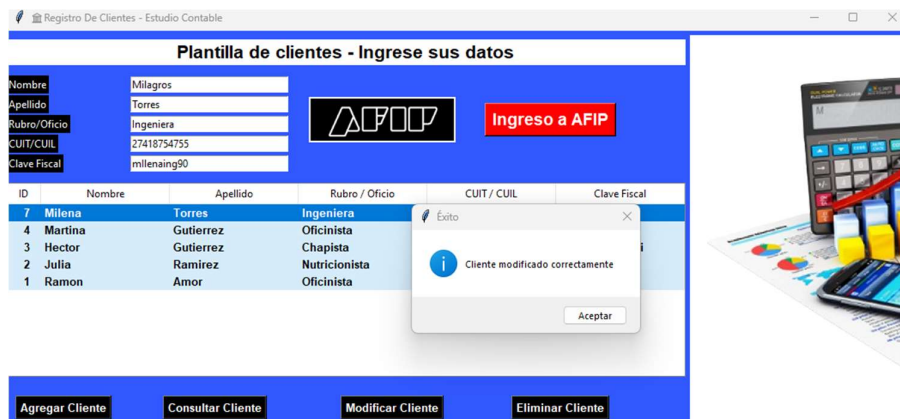 Registro De Clientes - Estudio Contable
Plantilla de clientes - Ingrese sus datos
Nombre Milagros
Apellido Torres
Rubro/Oficio Ingeniera
CUIT/CUIL 27418754755
Clave Fiscal mllenaing90
AFIP
Ingreso a AFIP
ID Nombre Apellido Rubro / Oficio CUIT / CUIL Clave Fiscal
7 Milena Torres Ingeniera
4 Martina Gutierrez Oficinista
3 Hector Gutierrez Chapista i
2 Julia Ramirez Nutricionista
1 Ramon Amor Oficinista
Éxito
Cliente modificado correctamente
Aceptar
Agregar Cliente Consultar Cliente Modificar Cliente Eliminar Cliente